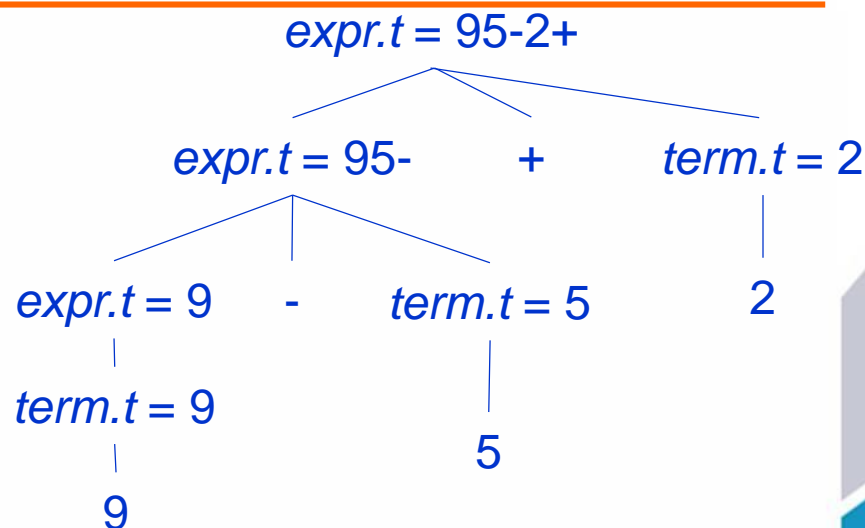 expr.t = 95-2+
expr.t = 95- + term.t = 2
expr.t = 9 - term.t = 5 2
term.t = 9
5
9